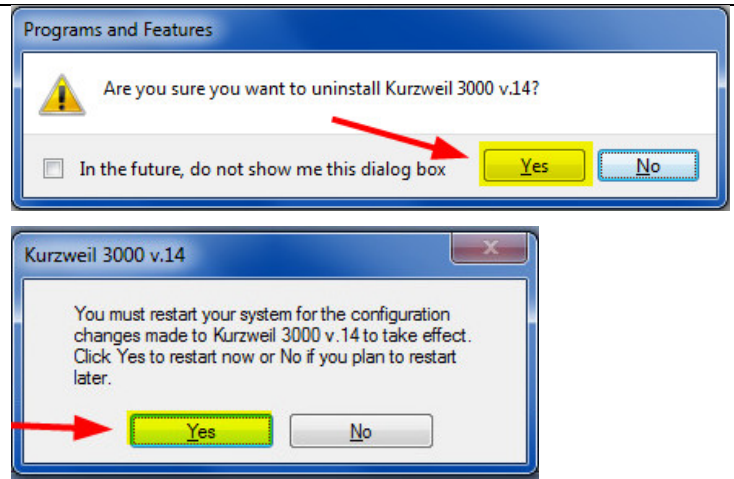 Programs and Features
Are you sure you want to uninstall Kurzweil 3000 v.14?
In the future, do not show me this dialog box
Yes
No
Kurzweil 3000 v.14
You must restart your system for the configuration
changes made to Kurzweil 3000 v.14 to take effect.
Click Yes to restart now or No if you plan to restart
later.
Yes
No